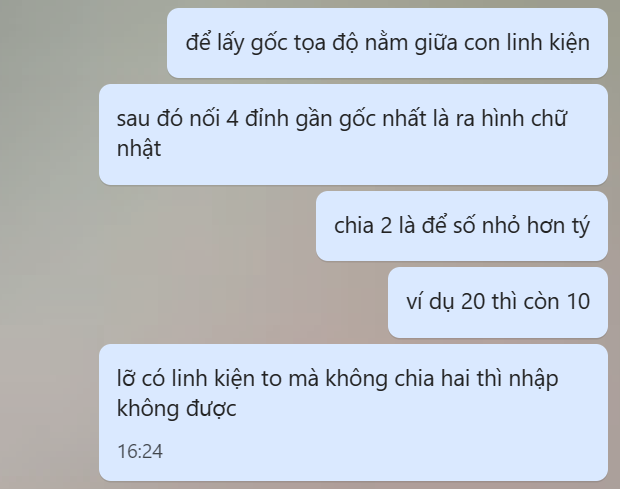 để lấy gốc tọa độ nằm giữa con linh kiện
sau đó nối 4 đỉnh gần gốc nhất là ra hình chữ
nhật
chia 2 là để số nhỏ hơn tý
ví dụ 20 thì còn 10
lỡ có linh kiện to mà không chia hai thì nhập
không được
16:24